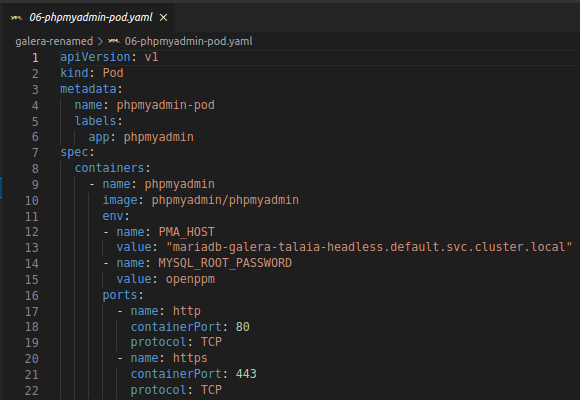 06-phpmyadmin-pod.yaml ×
galera-renamed > 06-phpmyadmin-pod.yaml
1 apiVersion: v1
2 kind: Pod
3 metadata:
4   name: phpmyadmin-pod
5   labels:
6     app: phpmyadmin
7 spec:
8   containers:
9     - name: phpmyadmin
10       image: phpmyadmin/phpmyadmin
11       env:
12       - name: PMA_HOST
13         value: "mariadb-galera-talaia-headless.default.svc.cluster.local"
14       - name: MYSQL_ROOT_PASSWORD
15         value: openppm
16       ports:
17         - name: http
18           containerPort: 80
19           protocol: TCP
20         - name: https
21           containerPort: 443
22           protocol: TCP